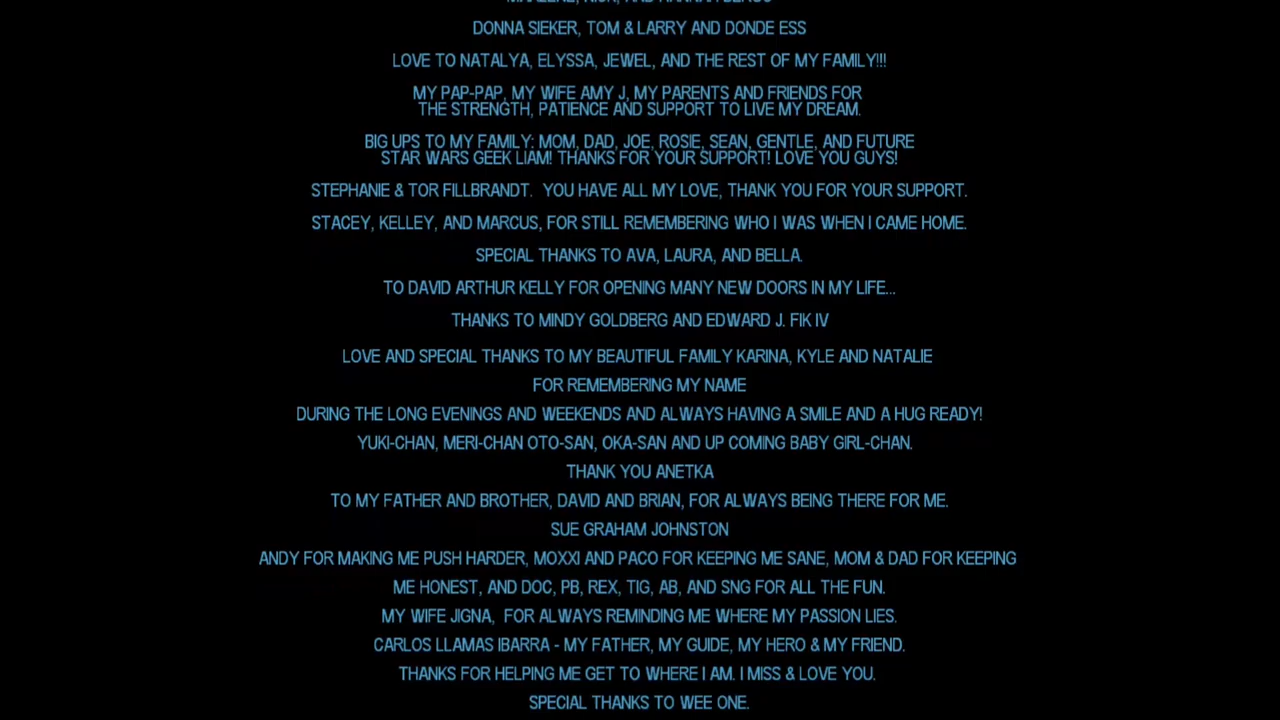 DONNA SIEKER, TOM & LARRY AND DONDE ESS
LOVE TO NATALYA, ELYSSA, JEWEL, AND THE REST OF MY FAMILY!!!
MY PAP-PAP, MY WIFE AMY J, MY PARENTS AND FRIENDS FOR
THE STRENGTH, PATIENCE AND SUPPORT TO LIVE MY DREAM.
BIG UPS TO MY FAMILY: MOM, DAD, JOE, ROSIE, SEAN, GENTLE, AND FUTURE
STAR WARS GEEK LIAM! THANKS FOR YOUR SUPPORT! LOVE YOU GUYS!
STEPHANIE & TOR FILLBRANDT.  YOU HAVE ALL MY LOVE, THANK YOU FOR YOUR SUPPORT.
STACEY, KELLEY, AND MARCUS, FOR STILL REMEMBERING WHO I WAS WHEN I CAME HOME.
SPECIAL THANKS TO AVA, LAURA, AND BELLA.
TO DAVID ARTHUR KELLY FOR OPENING MANY NEW DOORS IN MY LIFE...
THANKS TO MINDY GOLDBERG AND EDWARD J. FIK IV
LOVE AND SPECIAL THANKS TO MY BEAUTIFUL FAMILY KARINA, KYLE AND NATALIE
FOR REMEMBERING MY NAME
DURING THE LONG EVENINGS AND WEEKENDS AND ALWAYS HAVING A SMILE AND A HUG READY!
YUKI-CHAN, MERI-CHAN OTO-SAN, OKA-SAN AND UP COMING BABY GIRL-CHAN.
THANK YOU ANETKA
TO MY FATHER AND BROTHER, DAVID AND BRIAN, FOR ALWAYS BEING THERE FOR ME.
SUE GRAHAM JOHNSTON
ANDY FOR MAKING ME PUSH HARDER, MOXXI AND PACO FOR KEEPING ME SANE, MOM & DAD FOR KEEPING
ME HONEST, AND DOC, PB, REX, TIG, AB, AND SNG FOR ALL THE FUN.
MY WIFE JIGNA,  FOR ALWAYS REMINDING ME WHERE MY PASSION LIES.
CARLOS LLAMAS IBARRA - MY FATHER, MY GUIDE, MY HERO & MY FRIEND.
THANKS FOR HELPING ME GET TO WHERE I AM. I MISS & LOVE YOU.
SPECIAL THANKS TO WEE ONE.